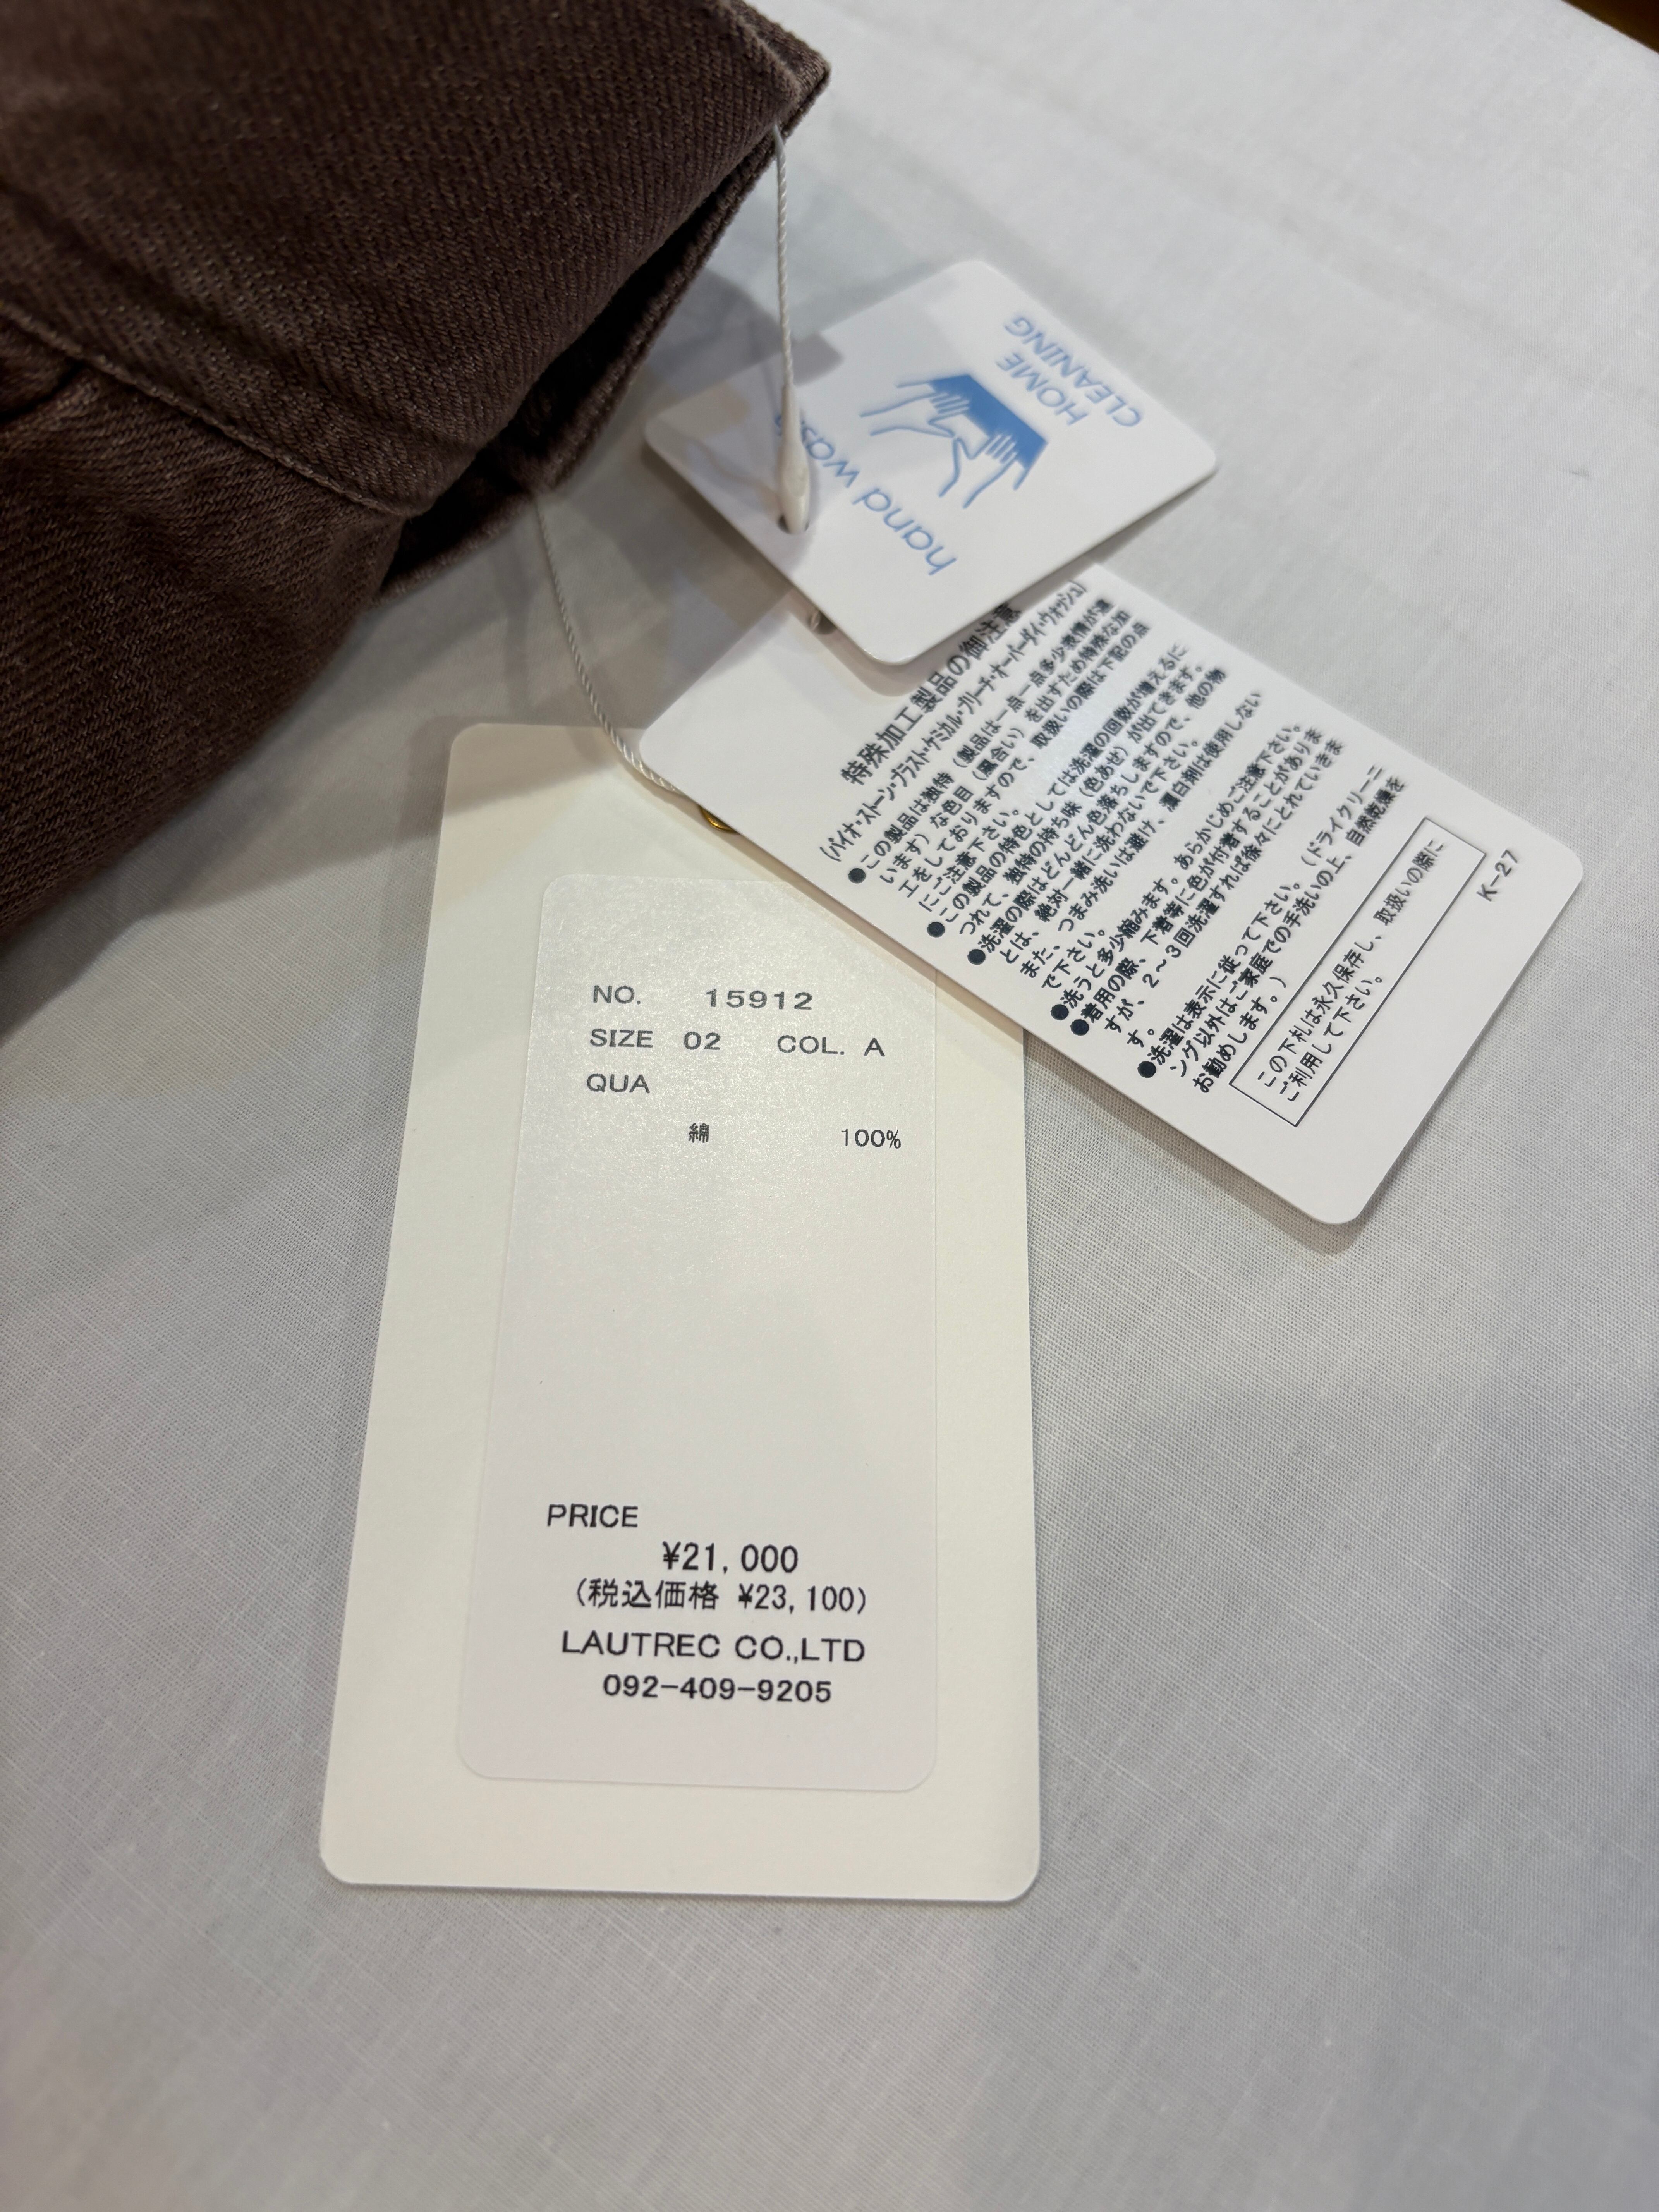 hand wash
HOME
CLEANING
特殊加工製品の御注意
(バイオ・ストーン・ブラスト・ケミカル・ブリーチ・オーバーダイ・ウォッシュ)
●この製品は独特(製品は一点一点多少表情が違
います)な色目(風合い)を出すため特殊な加
工をしておりますので、取扱いの際は下記の点
にご注意下さい。
●この製品の特色としては洗濯の回数が増えるに
つれて、独特の持ち味(色あせ)が出てきます。
●洗濯の際はどんどん色落ちしますので、他の物
とは、絶対一緒に洗わないで下さい。
また、つまみ洗いは避け、漂白剤は使用しない
で下さい。
●洗うと多少縮みます。あらかじめご注意下さい。
●着用の際、下着等に色が付着することがありま
すが、2～3回洗濯すれば徐々にとれていきま
す。
●洗濯は表示に従って下さい。(ドライクリーニ
ング以外はご家庭での手洗いの上、自然乾燥を
お勧めします。)
この下札は永久保存し、取扱いの際に
ご利用して下さい。
K-27
NO. 15912
SIZE 02 COL. A
QUA
綿 100%
PRICE
¥21,000
(税込価格 ¥23,100)
LAUTREC CO.,LTD
092-409-9205